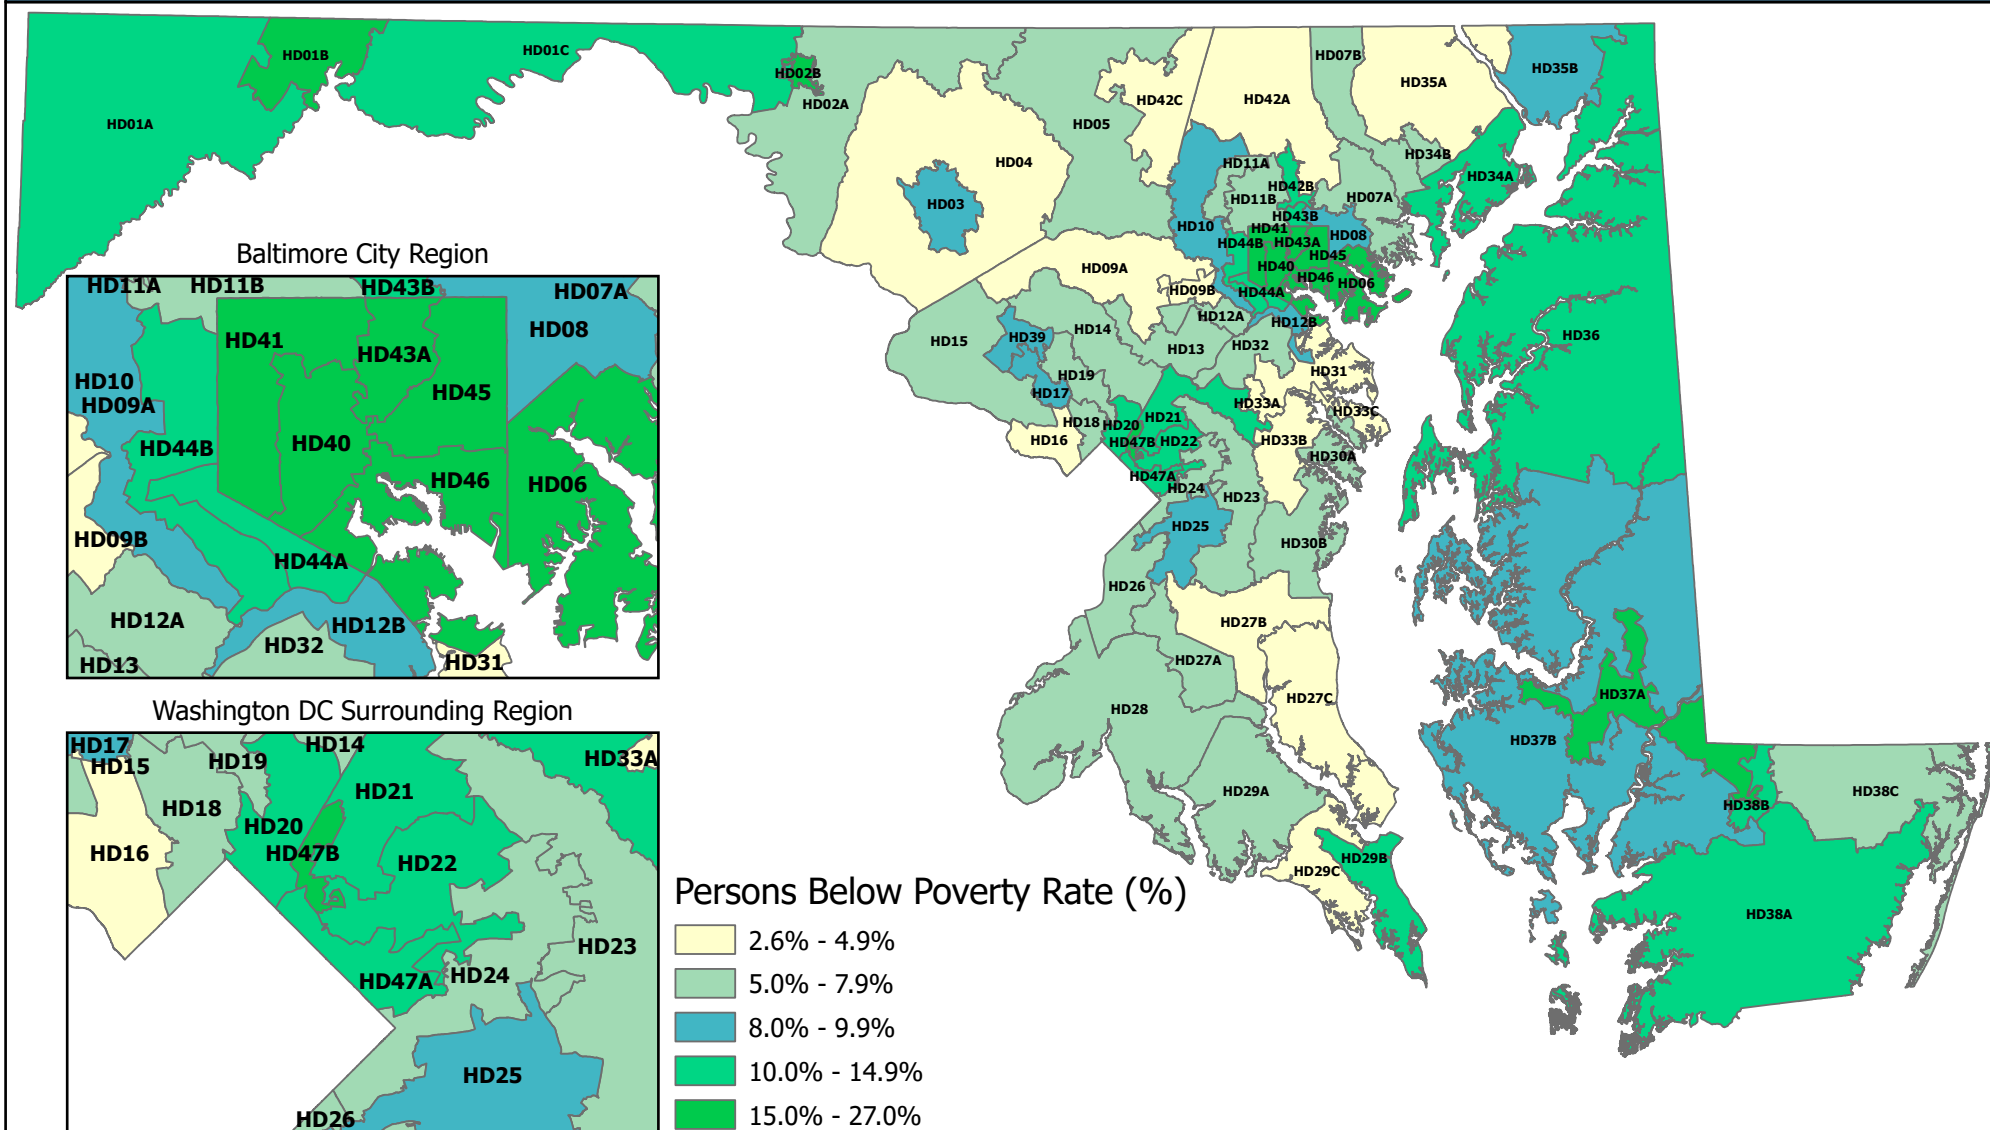 HD01A
HD01B
HD01C
HD02B
HD02A
HD04
HD03
HD05
HD42C
HD42A
HD07B
HD35A
HD35B
HD34B
HD34A
HD11A
HD42B
HD11B
HD07A
HD10
HD43B
HD41
HD08
HD44B
HD43A
HD45
HD40
HD46
HD06
HD44A
HD09A
HD09B
HD12A
HD12B
HD15
HD39
HD14
HD13
HD32
HD31
HD19
HD17
HD33A
HD33C
HD18
HD20
HD21
HD16
HD47B
HD22
HD33B
HD30A
HD47A
HD24
HD23
HD25
HD30B
HD26
HD27B
HD27A
HD27C
HD28
HD29A
HD29B
HD29C
HD36
HD37A
HD37B
HD38B
HD38C
HD38A
Baltimore City Region
HD11A
HD11B
HD43B
HD07A
HD41
HD08
HD43A
HD10
HD09A
HD45
HD44B
HD40
HD46
HD06
HD09B
HD44A
HD12A
HD12B
HD32
HD13
HD31
Washington DC Surrounding Region
HD17
HD14
HD15
HD19
HD33A
HD21
HD18
HD20
HD16
HD47B
HD22
HD23
HD24
HD47A
HD25
HD26
Persons Below Poverty Rate (%)
2.6% - 4.9%
5.0% - 7.9%
8.0% - 9.9%
10.0% - 14.9%
15.0% - 27.0%